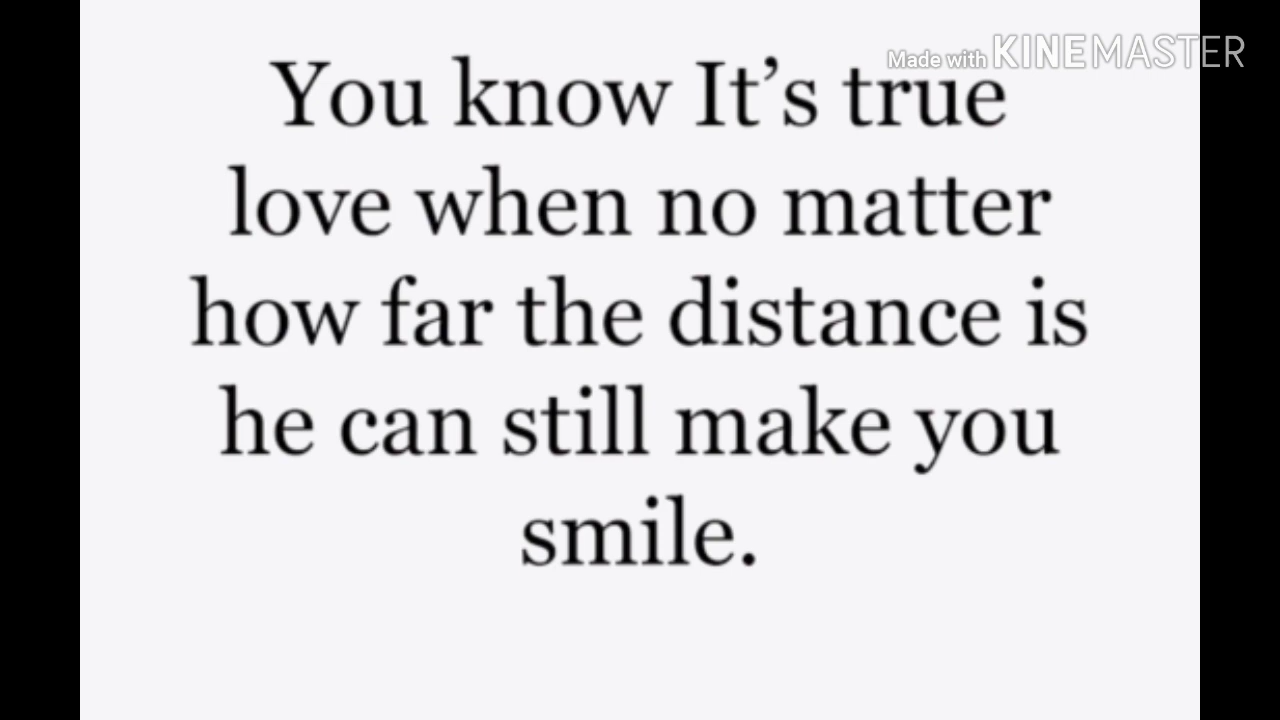 Made with KINEMASTER
You know It’s true
love when no matter
how far the distance is
he can still make you
smile.